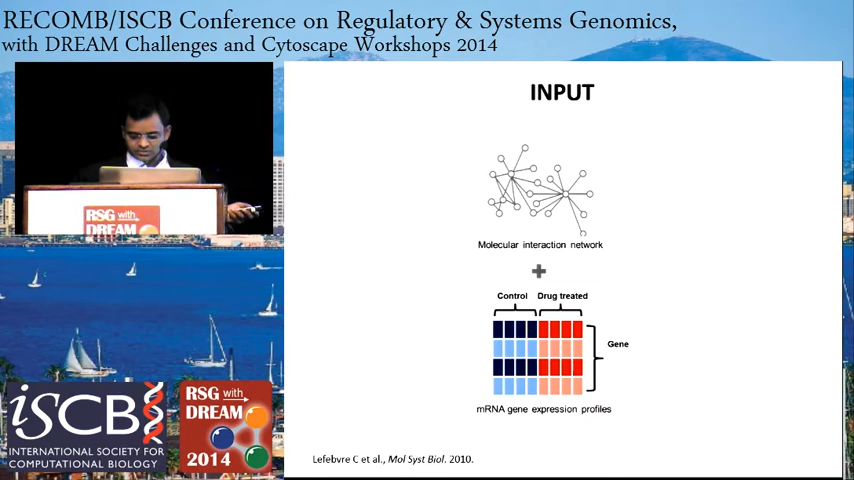 RECOMB/ISCB Conference on Regulatory & Systems Genomics,
with DREAM Challenges and Cytoscape Workshops 2014
RSG with
DREAM
iSCB
INTERNATIONAL SOCIETY FOR
COMPUTATIONAL BIOLOGY
RSG with
DREAM
2014
INPUT
Molecular interaction network
+
Control Drug treated
Gene
mRNA gene expression profiles
Lefebvre C et al., Mol Syst Biol. 2010.